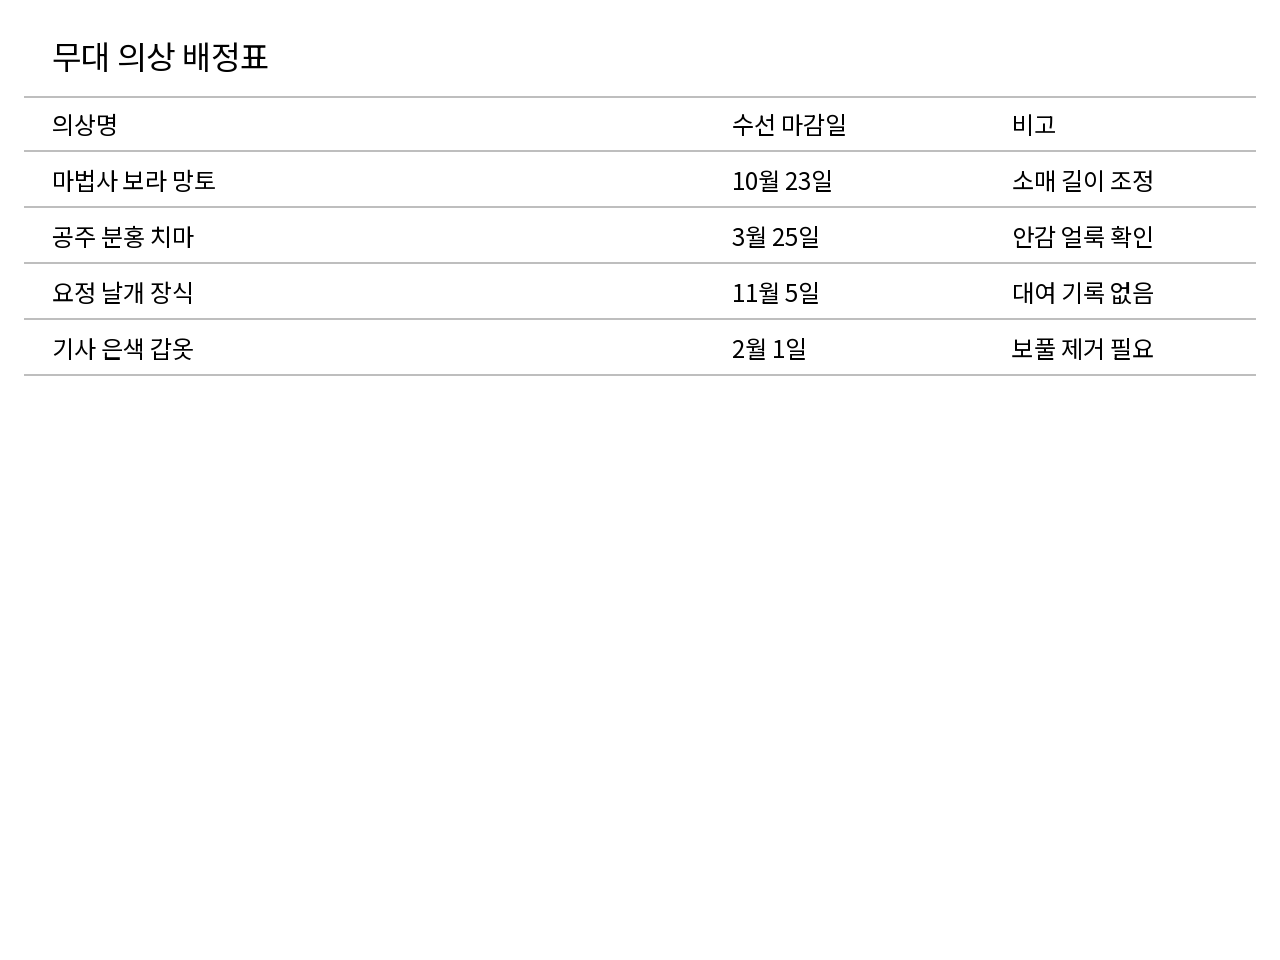 무대 의상 배정표
의상명 수선 마감일 비고
마법사 보라 망토 10월 23일 소매 길이 조정
공주 분홍 치마 3월 25일 안감 얼룩 확인
요정 날개 장식 11월 5일 대여 기록 없음
기사 은색 갑옷 2월 1일 보풀 제거 필요